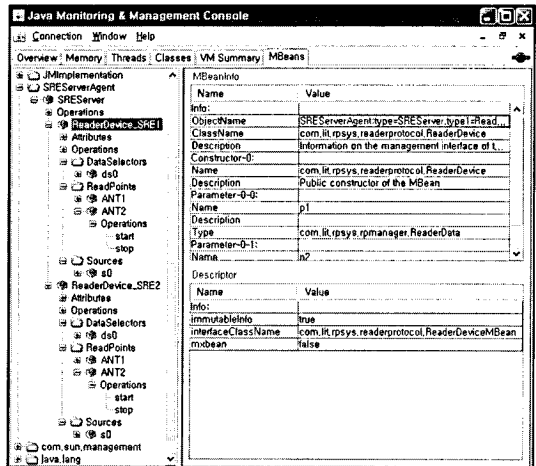 Java Monitoring & Management Console
Connection Window Help
Overview Memory Threads Classes VM Summary MBeans
JMImplementation
SREServerAgent
SREServer
Operations
ReaderDevice_SRE1
Attributes
Operations
DataSelectors
ds0
ReadPoints
ANT1
ANT2
Operations
start
stop
Sources
s0
ReaderDevice_SRE2
Attributes
Operations
DataSelectors
ds0
ReadPoints
ANT1
ANT2
Operations
start
stop
Sources
s0
com.sun.management
java.lang
MBeanInfo
Name Value
Info:
ObjectName SREServerAgent:type=SREServer,type1=Read...
ClassName com.lit.rpsys.readerprotocol.ReaderDevice
Description Information on the management interface of t...
Constructor-0:
Name com.lit.rpsys.readerprotocol.ReaderDevice
Description Public constructor of the MBean
Parameter-0-0:
Name p1
Description
Type com.lit.rpsys.rpmanager.ReaderData
Parameter-0-1:
Name p2
Descriptor
Name Value
Info:
immutableInfo true
interfaceClassName com.lit.rpsys.readerprotocol.ReaderDeviceMBean
mxbean false